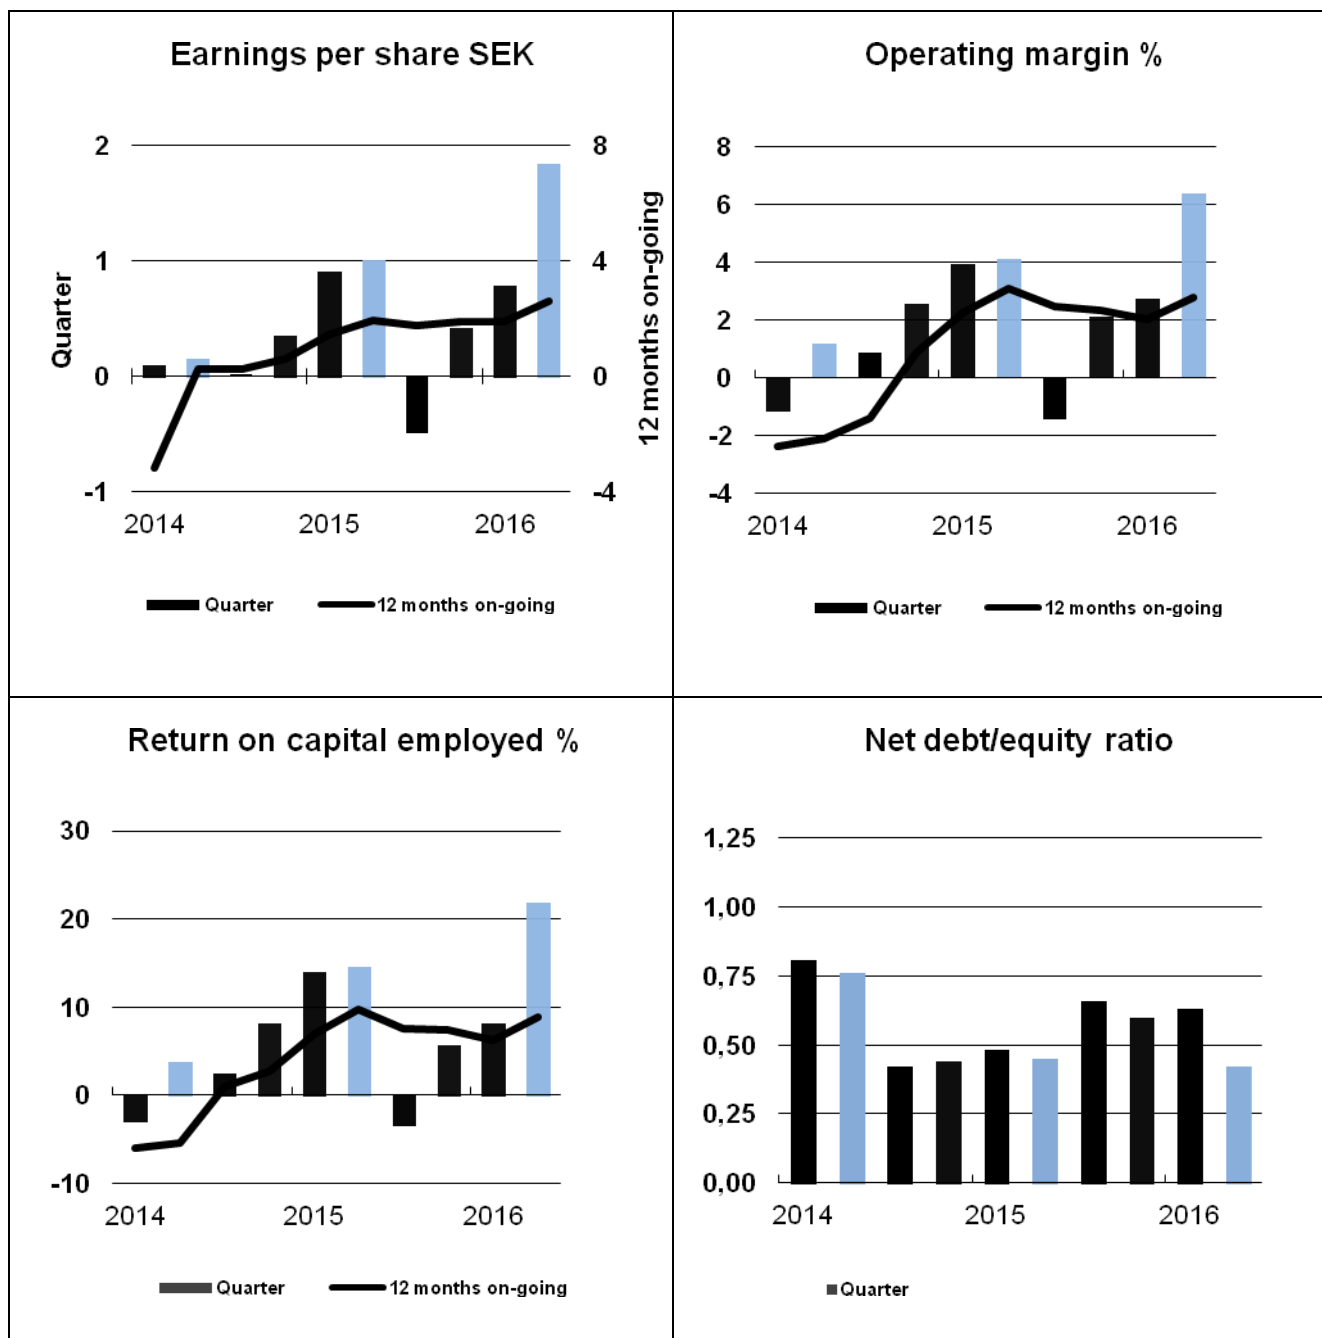 Earnings per share SEK
2
1
0
-1
Quarter
8
4
0
-4
12 months on-going
2014 2015 2016
Quarter 12 months on-going
Operating margin %
8
6
4
2
0
-2
-4
2014 2015 2016
Quarter 12 months on-going
Return on capital employed %
30
20
10
0
-10
2014 2015 2016
Quarter 12 months on-going
Net debt/equity ratio
1,25
1,00
0,75
0,50
0,25
0,00
2014 2015 2016
Quarter